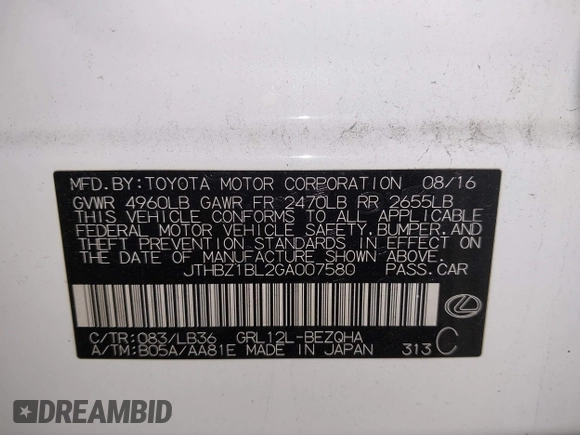 MFD.BY:TOYOTA MOTOR CORPORATION 08/16
GVWR 4960LB GAWR FR 2470LB RR 2655LB
THIS VEHICLE CONFORMS TO ALL APPLICABLE
FEDERAL MOTOR VEHICLE SAFETY,BUMPER,AND
THEFT PREVENTION STANDARDS IN EFFECT ON
THE DATE OF MANUFACTURE SHOWN ABOVE.
JTHBZ1BL2GA007580 PASS.CAR
C/TR:083/LB36 GRL12L-BEZQHA
A/TM:B05A/AA81E MADE IN JAPAN 313 C
DREAMBID